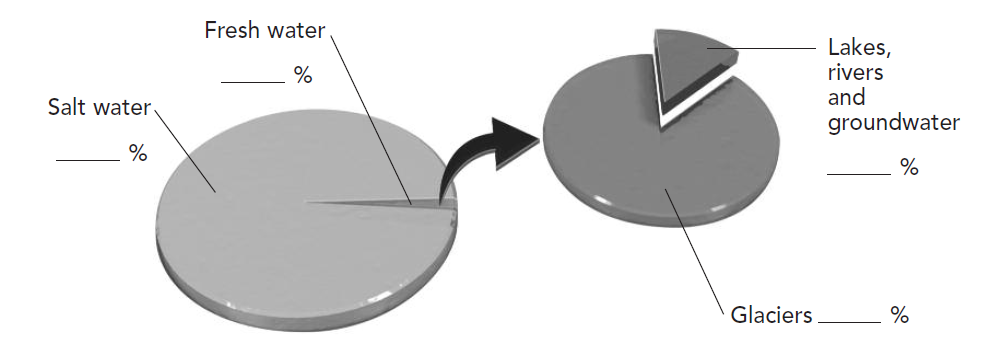 Fresh water
_____ %
Salt water
_____ %
Lakes,
rivers
and
groundwater
_____ %
Glaciers _____ %